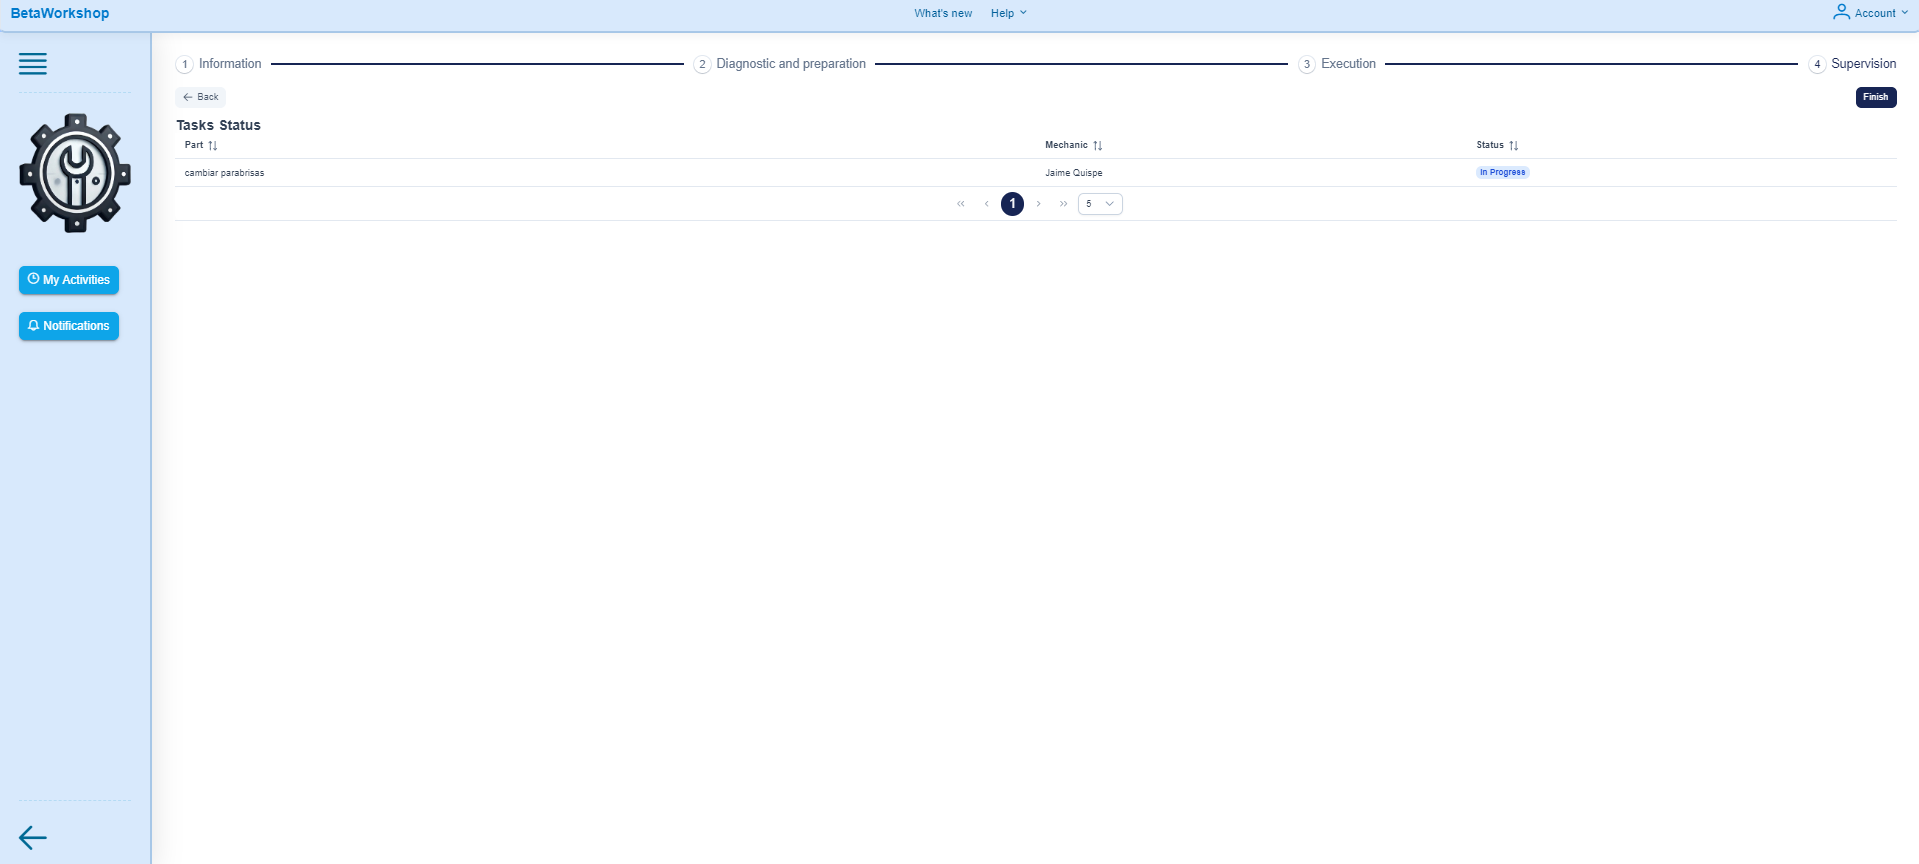 BetaWorkshop
What's new
Help
Account
1 Information
2 Diagnostic and preparation
3 Execution
4 Supervision
Back
Finish
Tasks Status
Part
Mechanic
Status
cambiar parabrisas
Jaime Quispe
In Progress
1
5
My Activities
Notifications